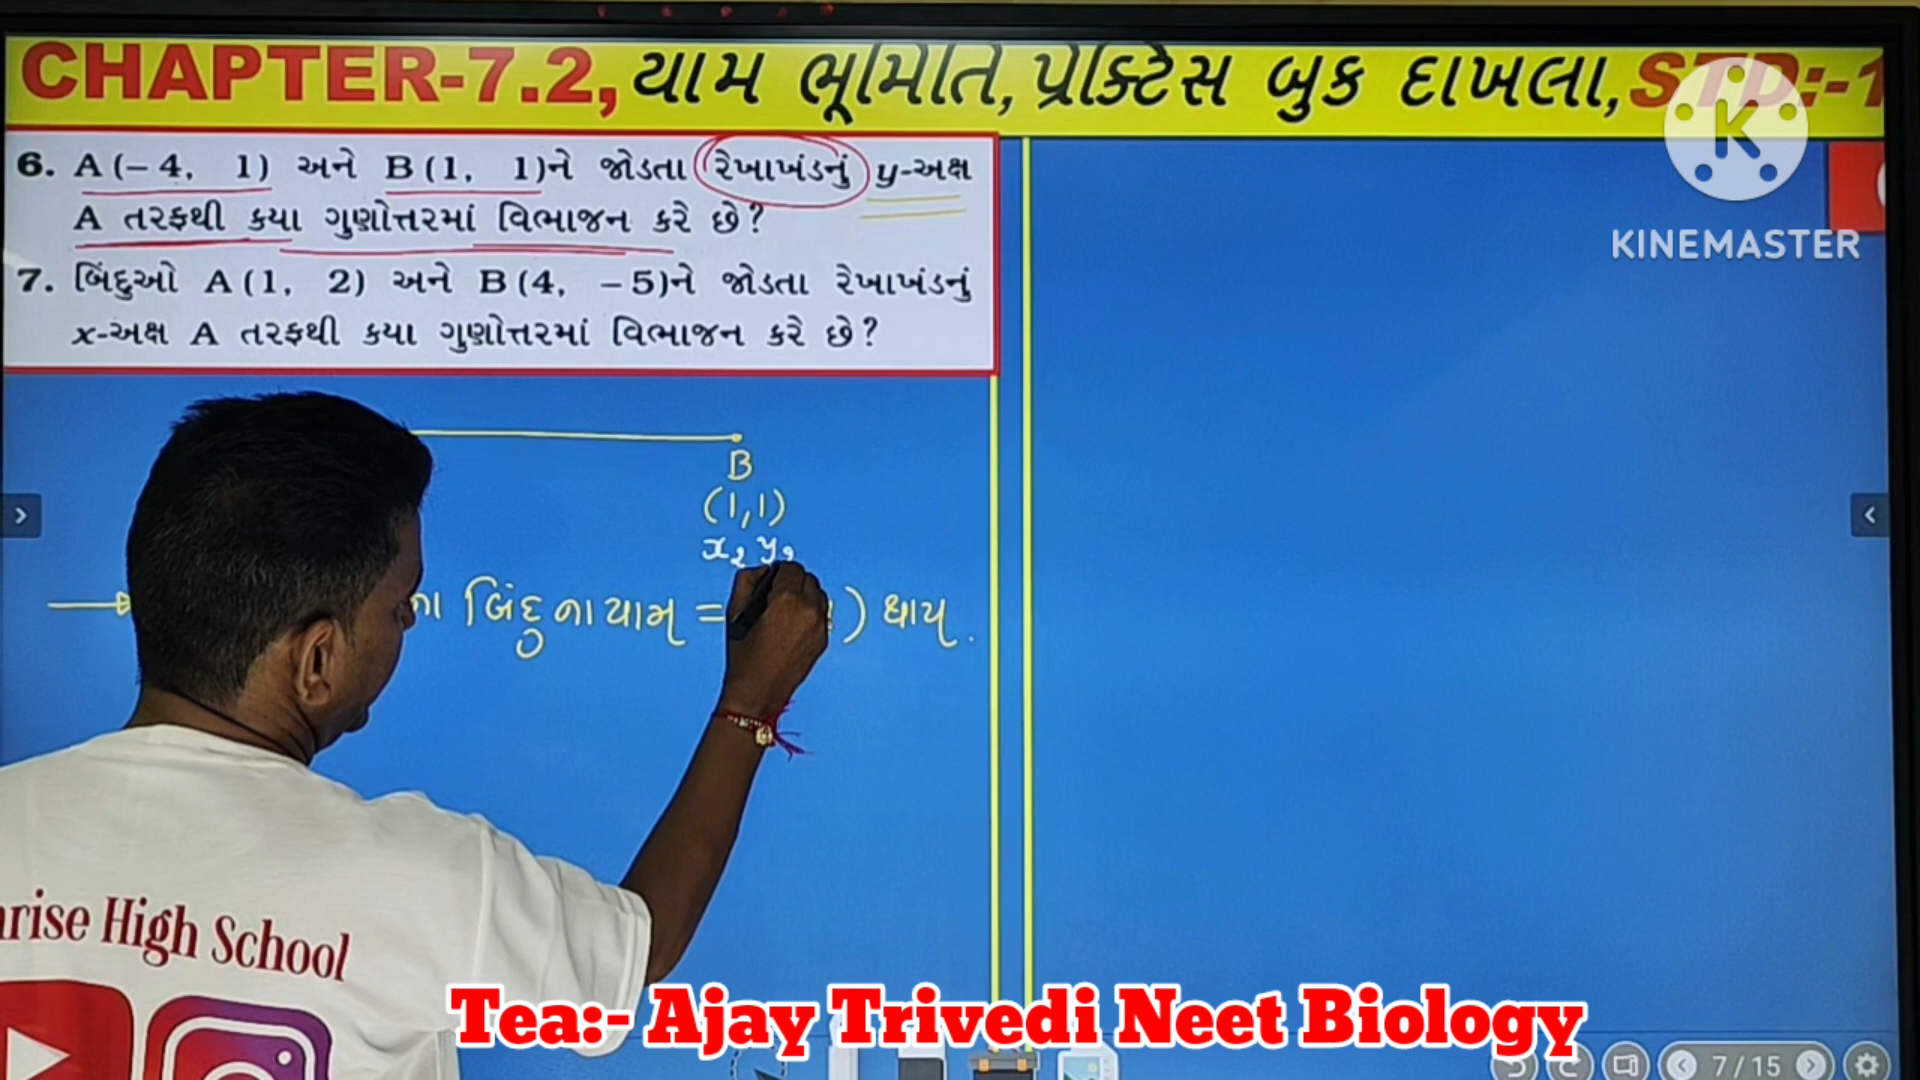 CHAPTER-7.2, યામ ભૂમિતિ, પ્રેક્ટિસ બુક દાખલા, STD:-1
6. A(– 4, 1) અને B(1, 1)ને જોડતા રેખાખંડનું y-અક્ષ
A તરફથી કયા ગુણોત્તરમાં વિભાજન કરે છે?
7. બિંદુઓ A(1, 2) અને B(4, – 5)ને જોડતા રેખાખંડનું
x-અક્ષ A તરફથી કયા ગુણોત્તરમાં વિભાજન કરે છે?
K
KINEMASTER
B
(1,1)
x₂ y₂
ના બિંદુના યામ = ) થાય.
rise High School
Tea:- Ajay Trivedi Neet Biology
7/15